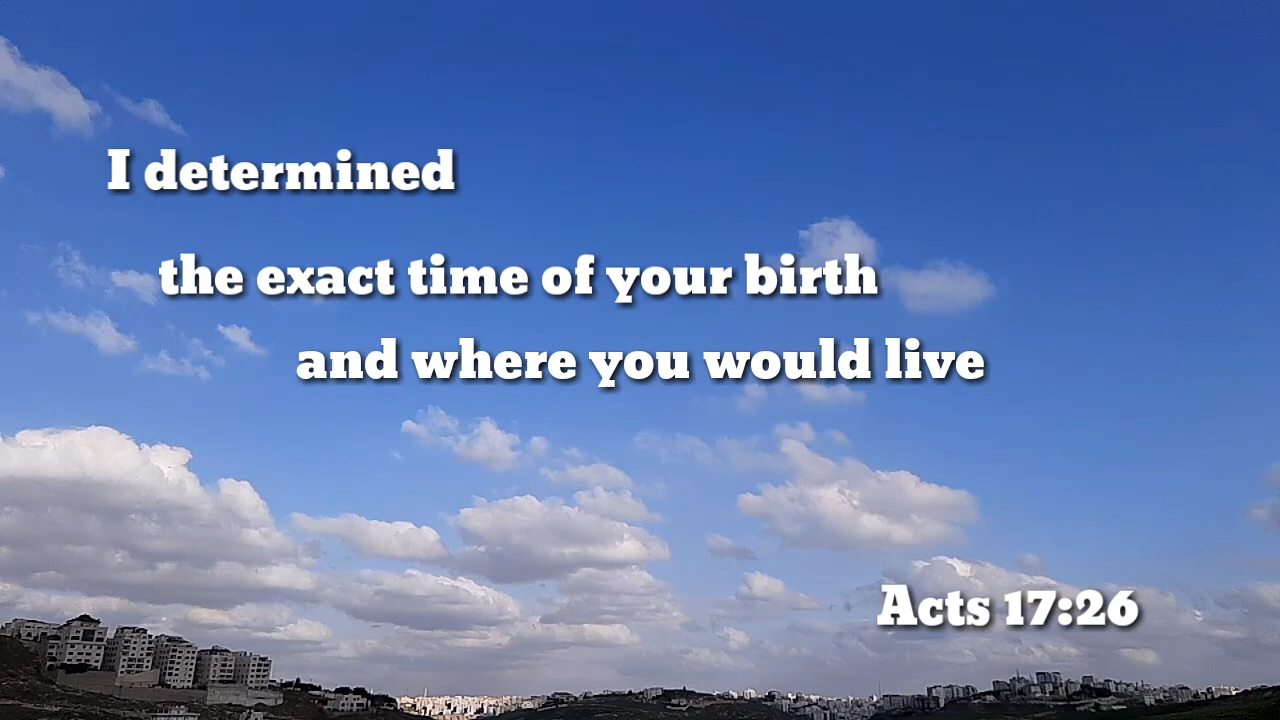 I determined
the exact time of your birth
and where you would live
Acts 17:26